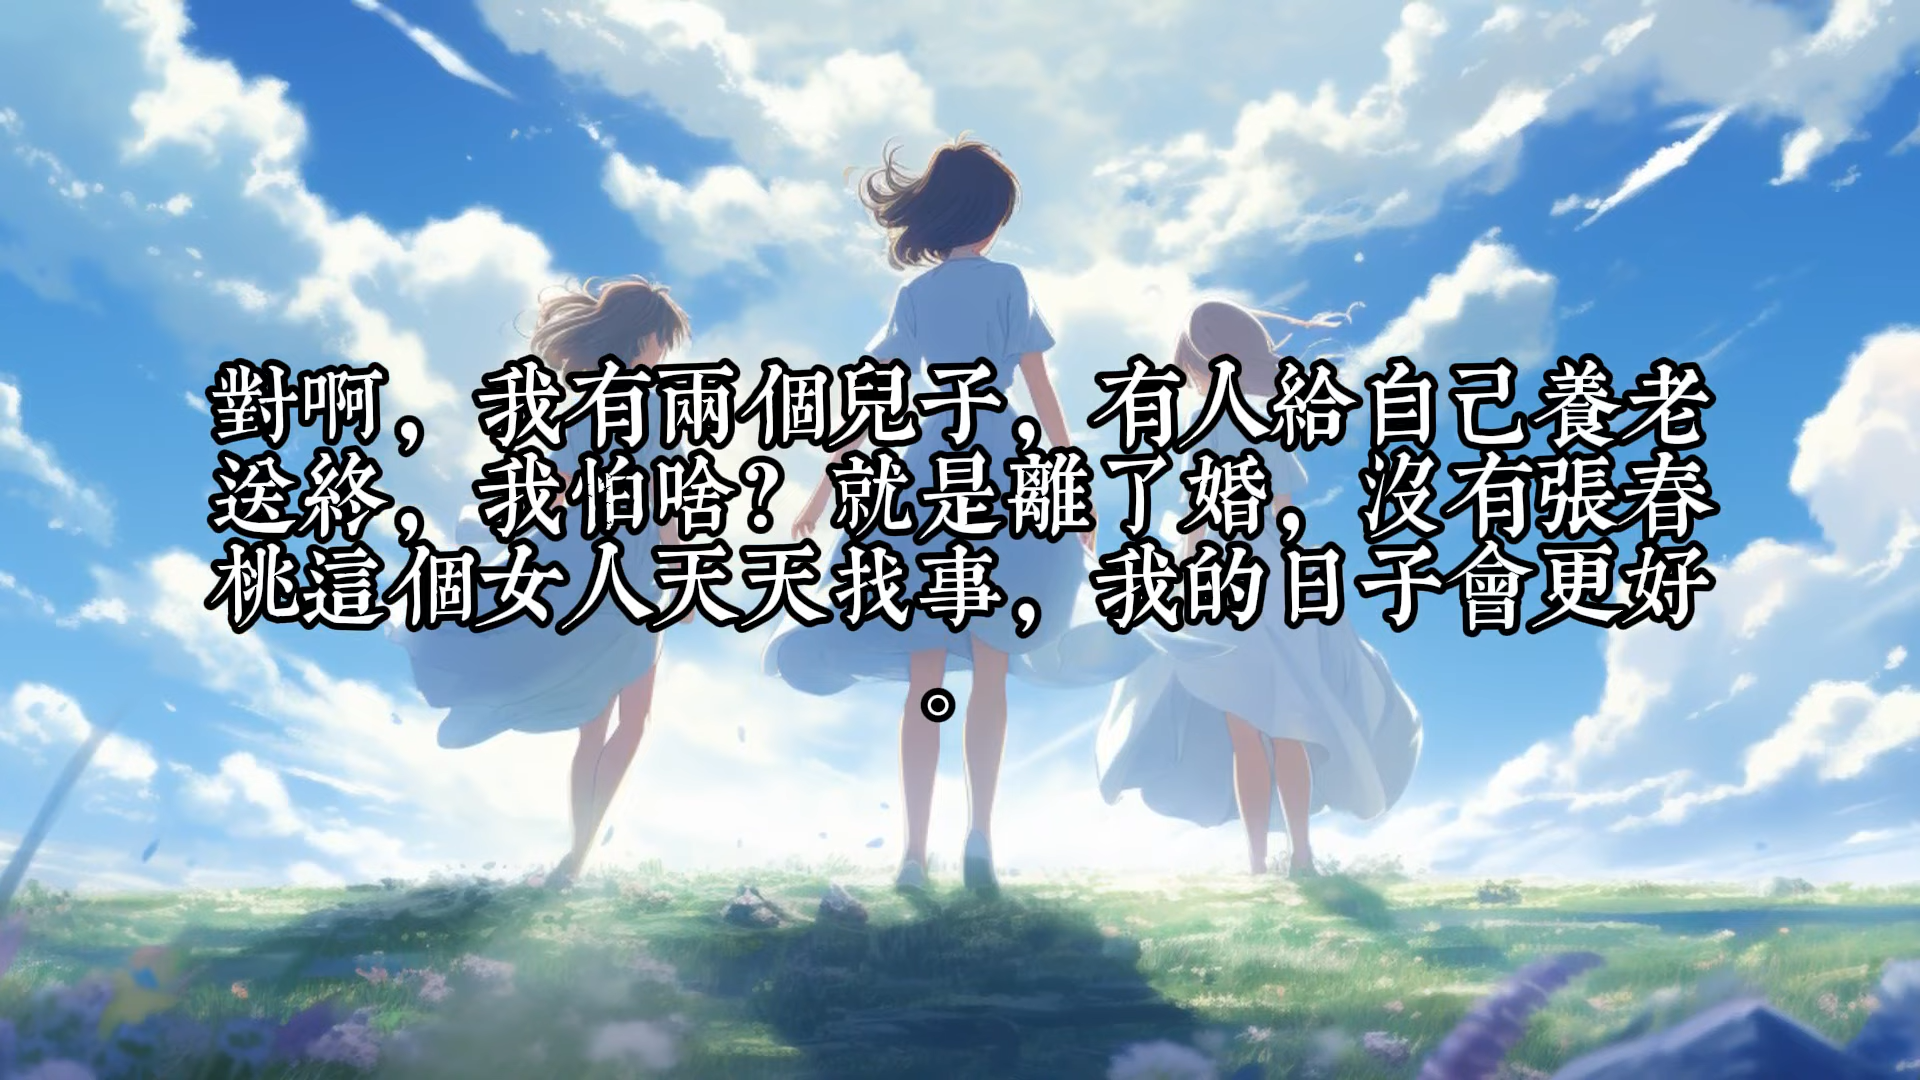 對啊，我有兩個兒子，有人給自己養老
送終，我怕啥？就是離了婚，沒有張春
桃這個女人天天找事，我的日子會更好
。